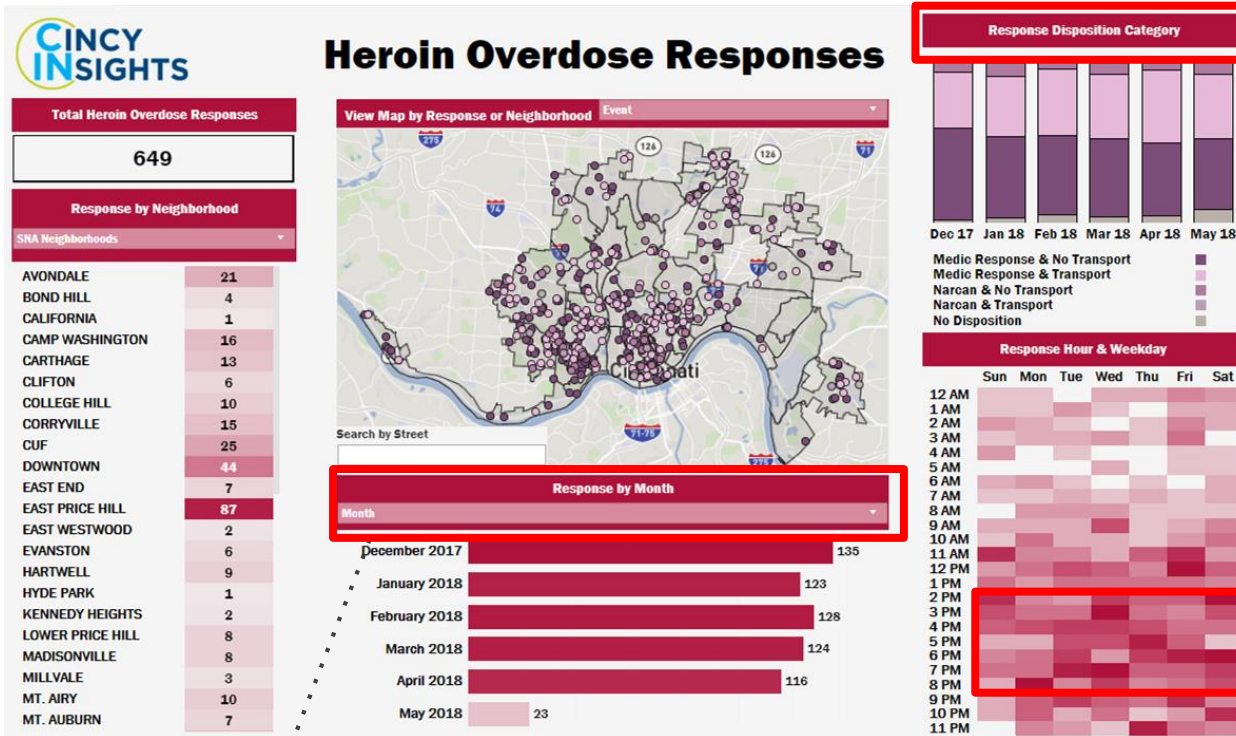 CINCY
INSIGHTS
Heroin Overdose Responses
Total Heroin Overdose Responses
649
Response by Neighborhood
SNA Neighborhoods
AVONDALE 21
BOND HILL 4
CALIFORNIA 1
CAMP WASHINGTON 16
CARTHAGE 13
CLIFTON 6
COLLEGE HILL 10
CORRYVILLE 15
CUF 25
DOWNTOWN 44
EAST END 7
EAST PRICE HILL 87
EAST WESTWOOD 2
EVANSTON 6
HARTWELL 9
HYDE PARK 1
KENNEDY HEIGHTS 2
LOWER PRICE HILL 8
MADISONVILLE 8
MILLVALE 3
MT. AIRY 10
MT. AUBURN 7
View Map by Response or Neighborhood Event
275
126
126
71
74
71
71-75
275
Search by Street
Response by Month
Month
December 2017 135
January 2018 123
February 2018 128
March 2018 124
April 2018 116
May 2018 23
Response Disposition Category
Dec 17 Jan 18 Feb 18 Mar 18 Apr 18 May 18
Medic Response & No Transport
Medic Response & Transport
Narcan & No Transport
Narcan & Transport
No Disposition
Response Hour & Weekday
Sun Mon Tue Wed Thu Fri Sat
12 AM
1 AM
2 AM
3 AM
4 AM
5 AM
6 AM
7 AM
8 AM
9 AM
10 AM
11 AM
12 PM
1 PM
2 PM
3 PM
4 PM
5 PM
6 PM
7 PM
8 PM
9 PM
10 PM
11 PM